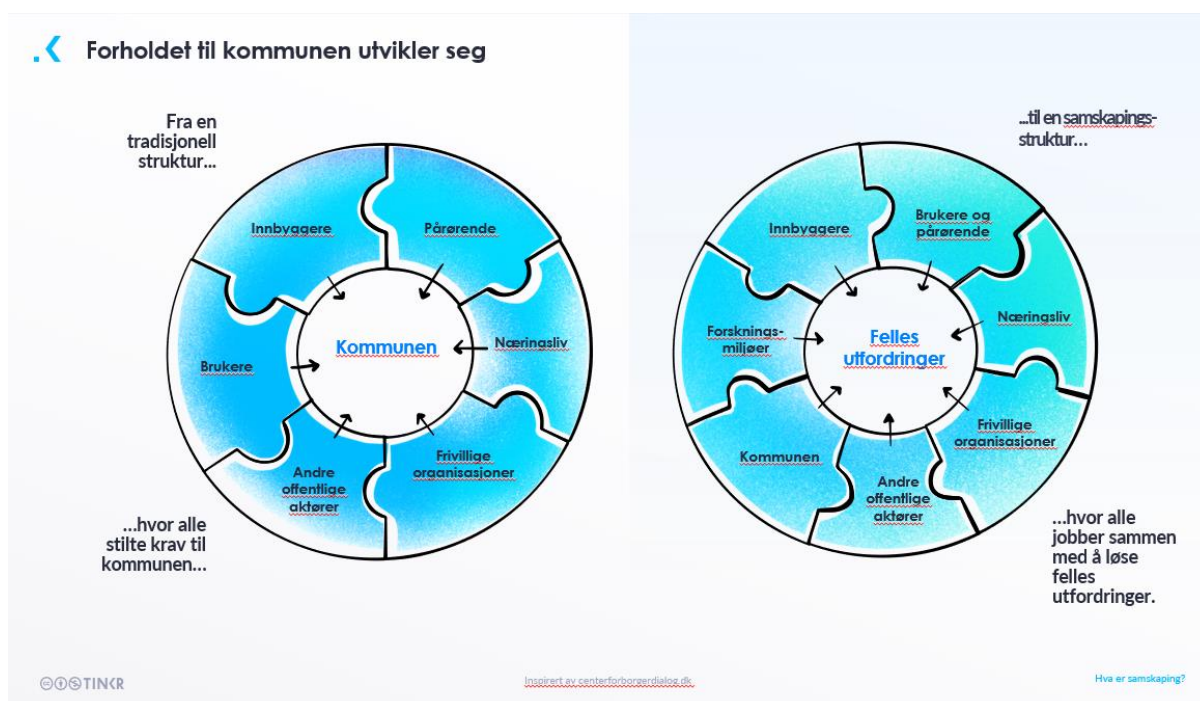 Forholdet til kommunen utvikler seg
Fra en
tradisjonell
struktur...
Innbyggere
Pårørende
Næringsliv
Frivillige
organisasjoner
Andre
offentlige
aktører
Brukere
Kommunen
...hvor alle
stilte krav til
kommunen...
...til en samskapings-
struktur...
Innbyggere
Brukere og
pårørende
Næringsliv
Frivillige
organisasjoner
Andre
offentlige
aktører
Kommunen
Forsknings-
miljøer
Felles
utfordringer
...hvor alle
jobber sammen
med å løse
felles
utfordringer.
TINKR
Inspirert av centerforborgerdialog.dk
Hva er samskaping?